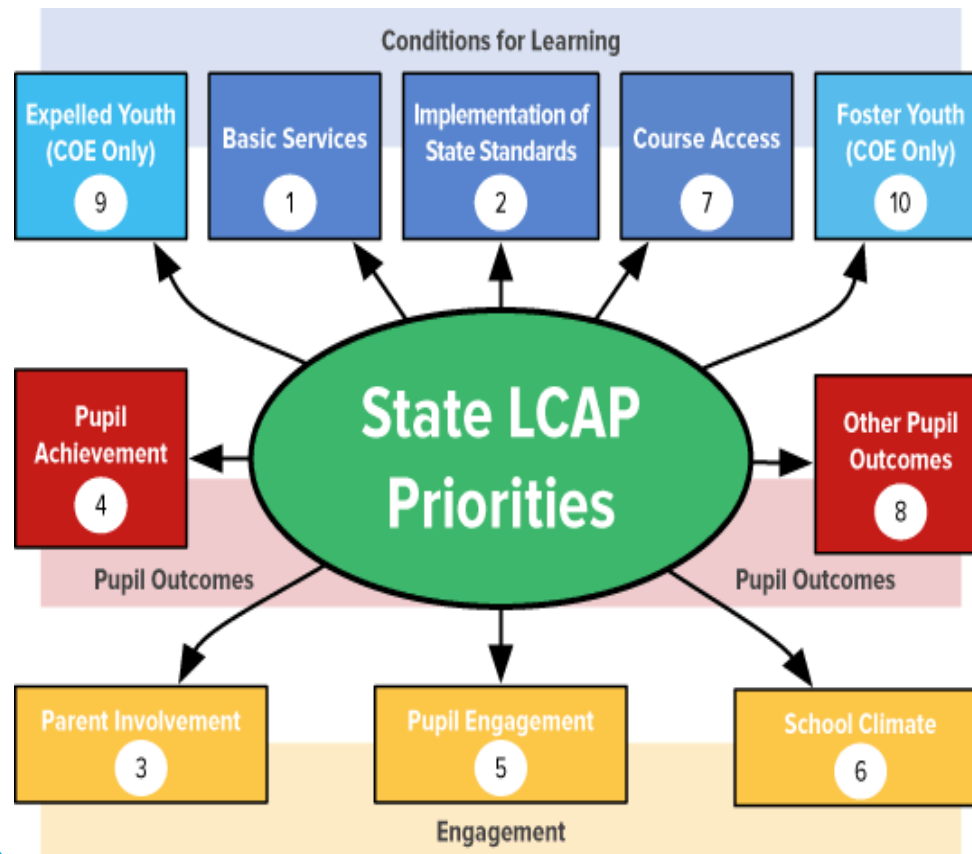 Conditions for Learning
Expelled Youth
(COE Only)
9
Basic Services
1
Implementation of
State Standards
2
Course Access
7
Foster Youth
(COE Only)
10
State LCAP
Priorities
Pupil
Achievement
4
Other Pupil
Outcomes
8
Pupil Outcomes
Pupil Outcomes
Parent Involvement
3
Pupil Engagement
5
School Climate
6
Engagement